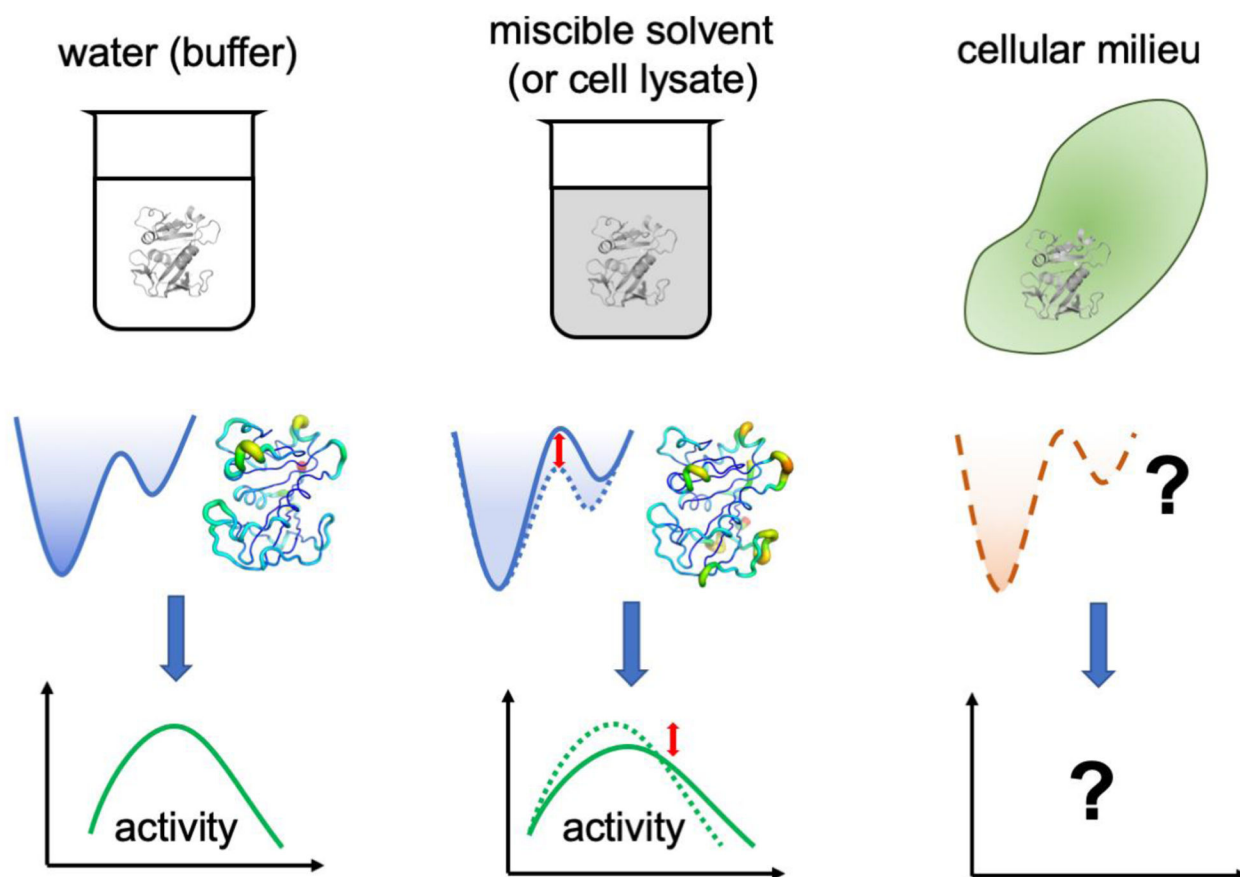 water (buffer)
miscible solvent
(or cell lysate)
cellular milieu
?
activity
activity
?